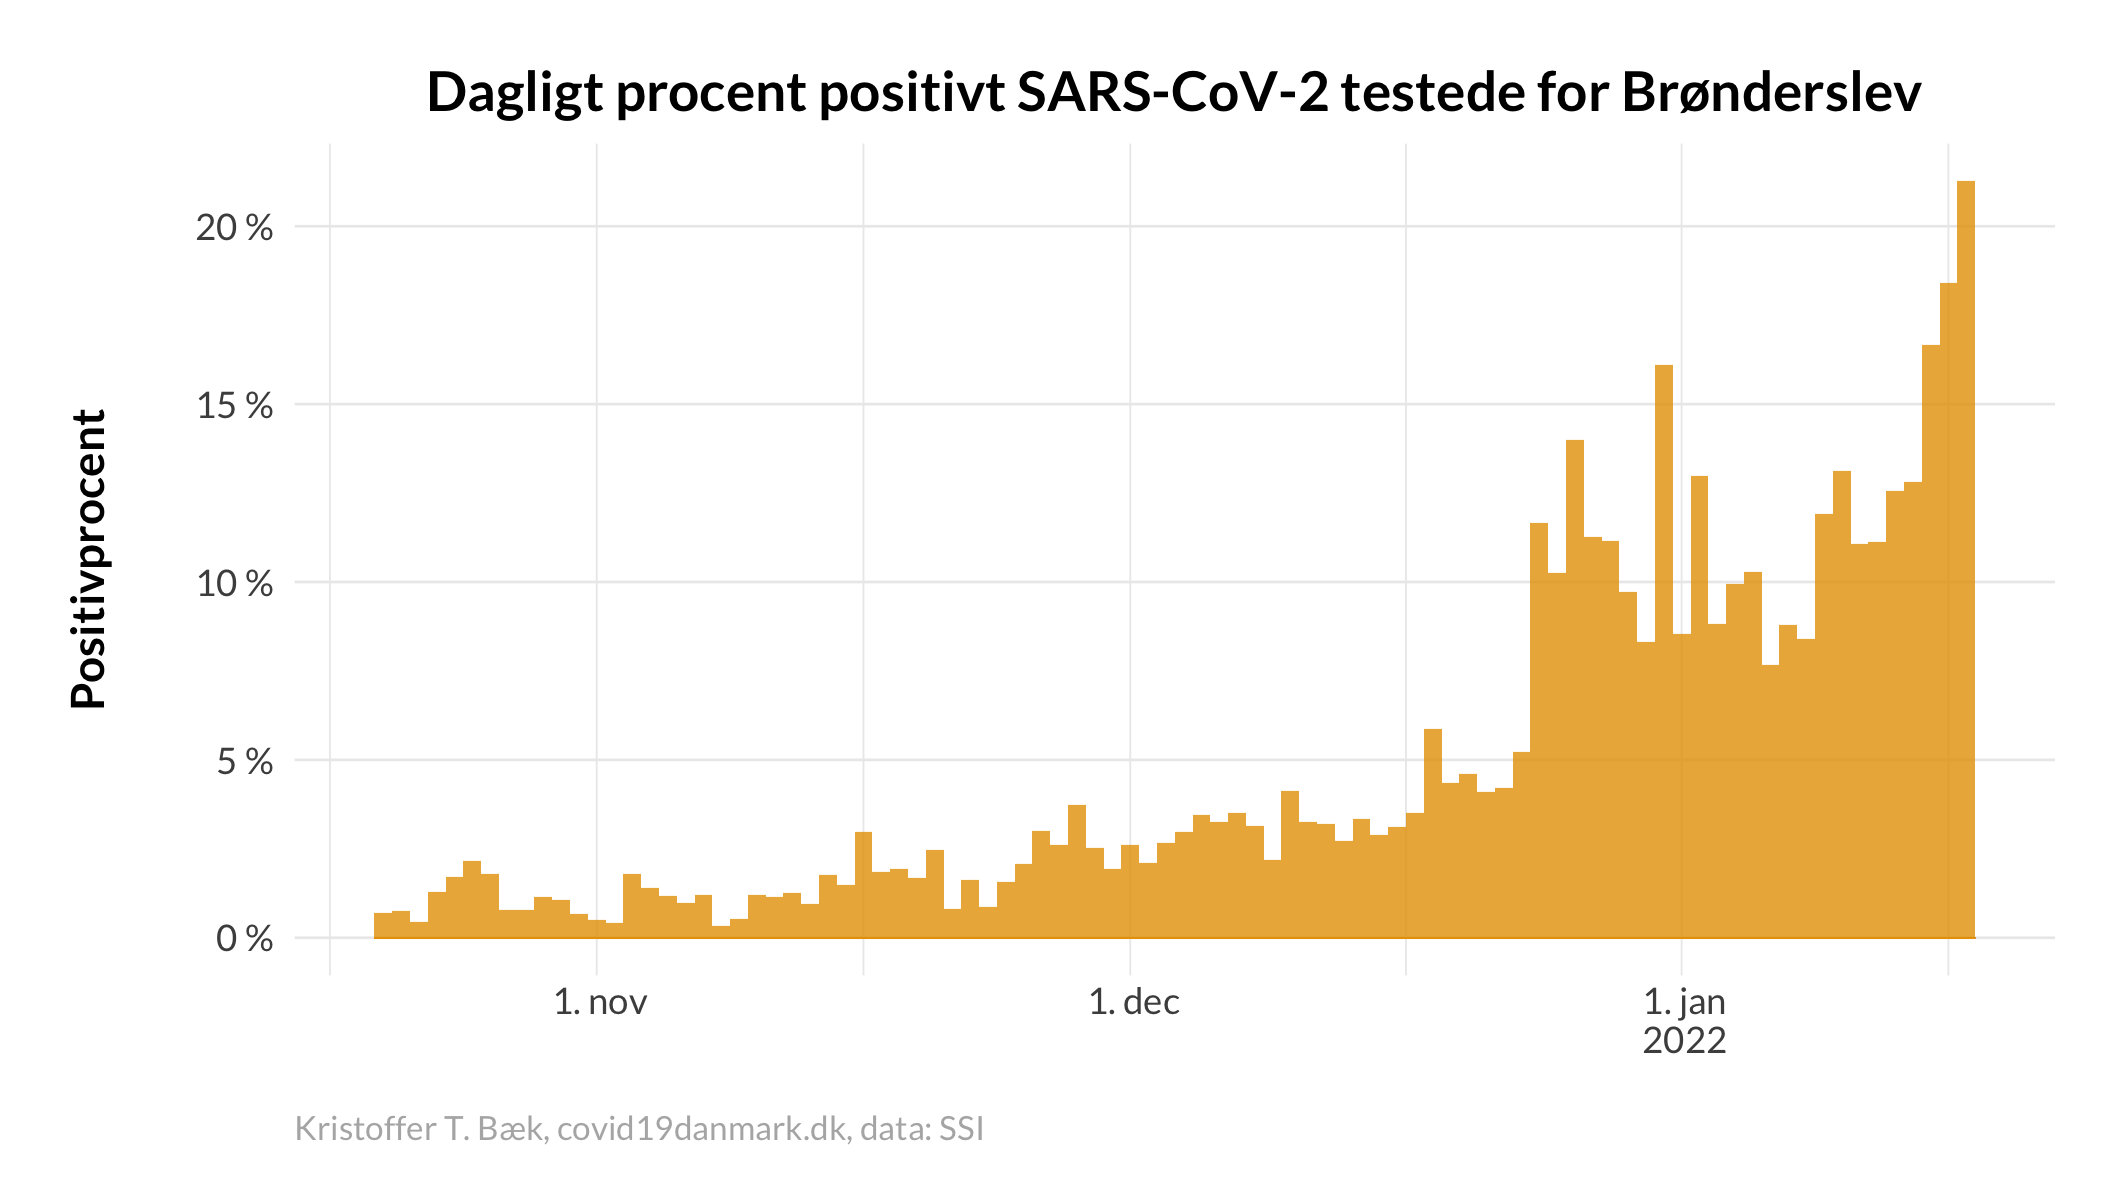 Dagligt procent positivt SARS-CoV-2 testede for Brønderslev
Positivprocent
20 %
15 %
10 %
5 %
0 %
1. nov
1. dec
1. jan
2022
Kristoffer T. Bæk, covid19danmark.dk, data: SSI